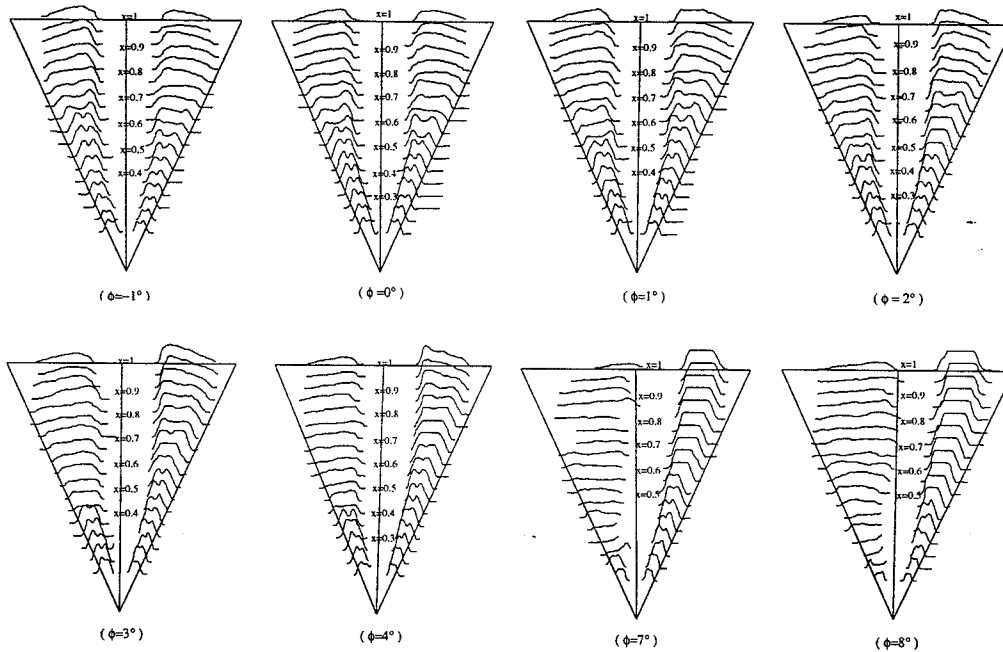 x=1
x=0.9
x=0.8
x=0.7
x=0.6
x=0.5
x=0.4
( ϕ=−1° )
x=1
x=0.9
x=0.8
x=0.7
x=0.6
x=0.5
x=0.4
x=0.3
( ϕ=0° )
x=1
x=0.9
x=0.8
x=0.7
x=0.6
x=0.5
x=0.4
( ϕ=1° )
x=1
x=0.9
x=0.8
x=0.7
x=0.6
x=0.5
x=0.4
x=0.3
( ϕ = 2° )
x=1
x=0.9
x=0.8
x=0.7
x=0.6
x=0.5
x=0.4
( ϕ=3° )
x=1
x=0.9
x=0.8
x=0.7
x=0.6
x=0.5
x=0.4
x=0.3
( ϕ=4° )
x=1
x=0.9
x=0.8
x=0.7
x=0.6
x=0.5
( ϕ=7° )
x=1
x=0.9
x=0.8
x=0.7
x=0.6
x=0.5
( ϕ=8° )